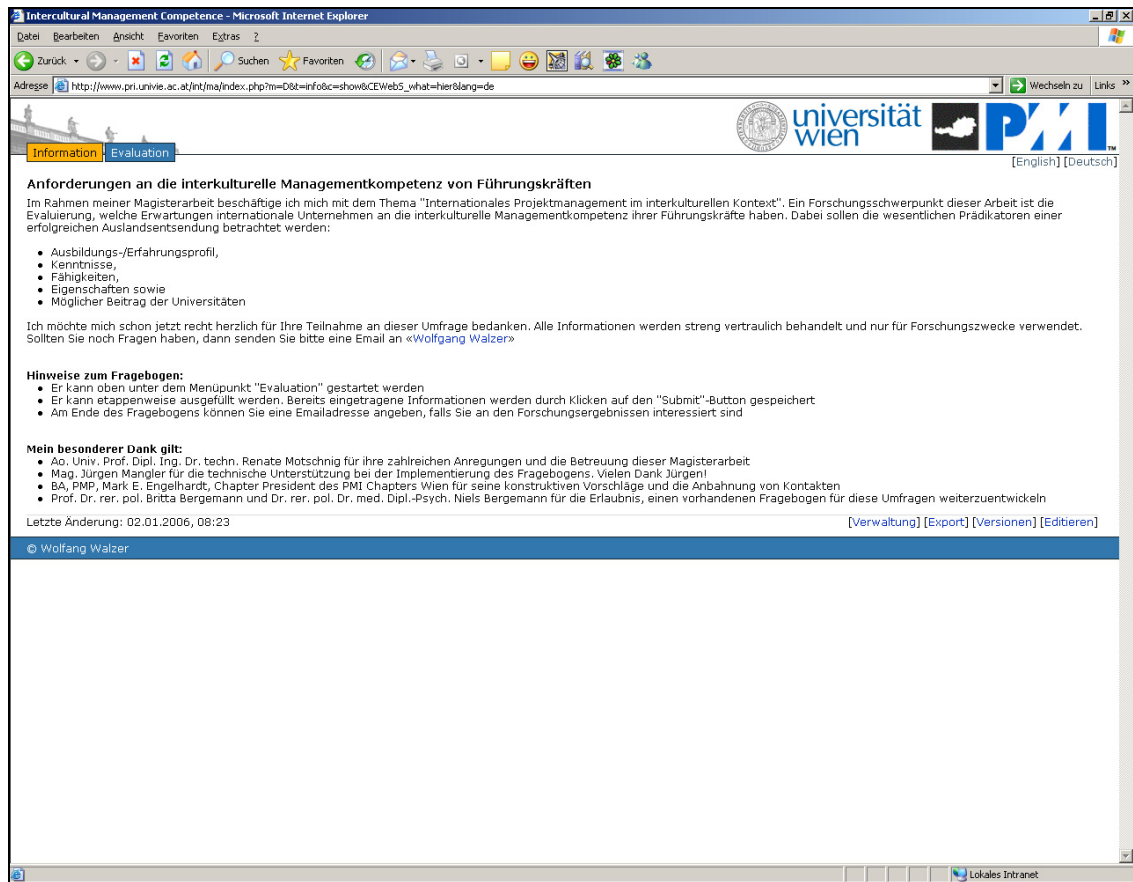 Intercultural Management Competence - Microsoft Internet Explorer
Datei Bearbeiten Ansicht Favoriten Extras ?
Zurück Suchen Favoriten
Adresse http://www.pri.univie.ac.at/int/ma/index.php?m=D&t=info&c=show&CEWebS_what=hier&lang=de Wechseln zu Links »
universität
wien
PMI
TM
Information Evaluation
[English] [Deutsch]
Anforderungen an die interkulturelle Managementkompetenz von Führungskräften
Im Rahmen meiner Magisterarbeit beschäftige ich mich mit dem Thema "Internationales Projektmanagement im interkulturellen Kontext". Ein Forschungsschwerpunkt dieser Arbeit ist die
Evaluierung, welche Erwartungen internationale Unternehmen an die interkulturelle Managementkompetenz ihrer Führungskräfte haben. Dabei sollen die wesentlichen Prädikatoren einer
erfolgreichen Auslandsentsendung betrachtet werden:
• Ausbildungs-/Erfahrungsprofil,
• Kenntnisse,
• Fähigkeiten,
• Eigenschaften sowie
• Möglicher Beitrag der Universitäten
Ich möchte mich schon jetzt recht herzlich für Ihre Teilnahme an dieser Umfrage bedanken. Alle Informationen werden streng vertraulich behandelt und nur für Forschungszwecke verwendet.
Sollten Sie noch Fragen haben, dann senden Sie bitte eine Email an «Wolfgang Walzer»
Hinweise zum Fragebogen:
• Er kann oben unter dem Menüpunkt "Evaluation" gestartet werden
• Er kann etappenweise ausgefüllt werden. Bereits eingetragene Informationen werden durch Klicken auf den "Submit"-Button gespeichert
• Am Ende des Fragebogens können Sie eine Emailadresse angeben, falls Sie an den Forschungsergebnissen interessiert sind
Mein besonderer Dank gilt:
• Ao. Univ. Prof. Dipl. Ing. Dr. techn. Renate Motschnig für ihre zahlreichen Anregungen und die Betreuung dieser Magisterarbeit
• Mag. Jürgen Mangler für die technische Unterstützung bei der Implementierung des Fragebogens. Vielen Dank Jürgen!
• BA, PMP, Mark E. Engelhardt, Chapter President des PMI Chapters Wien für seine konstruktiven Vorschläge und die Anbahnung von Kontakten
• Prof. Dr. rer. pol. Britta Bergemann und Dr. rer. pol. Dr. med. Dipl.-Psych. Niels Bergemann für die Erlaubnis, einen vorhandenen Fragebogen für diese Umfragen weiterzuentwickeln
Letzte Änderung: 02.01.2006, 08:23 [Verwaltung] [Export] [Versionen] [Editieren]
© Wolfang Walzer
Lokales Intranet